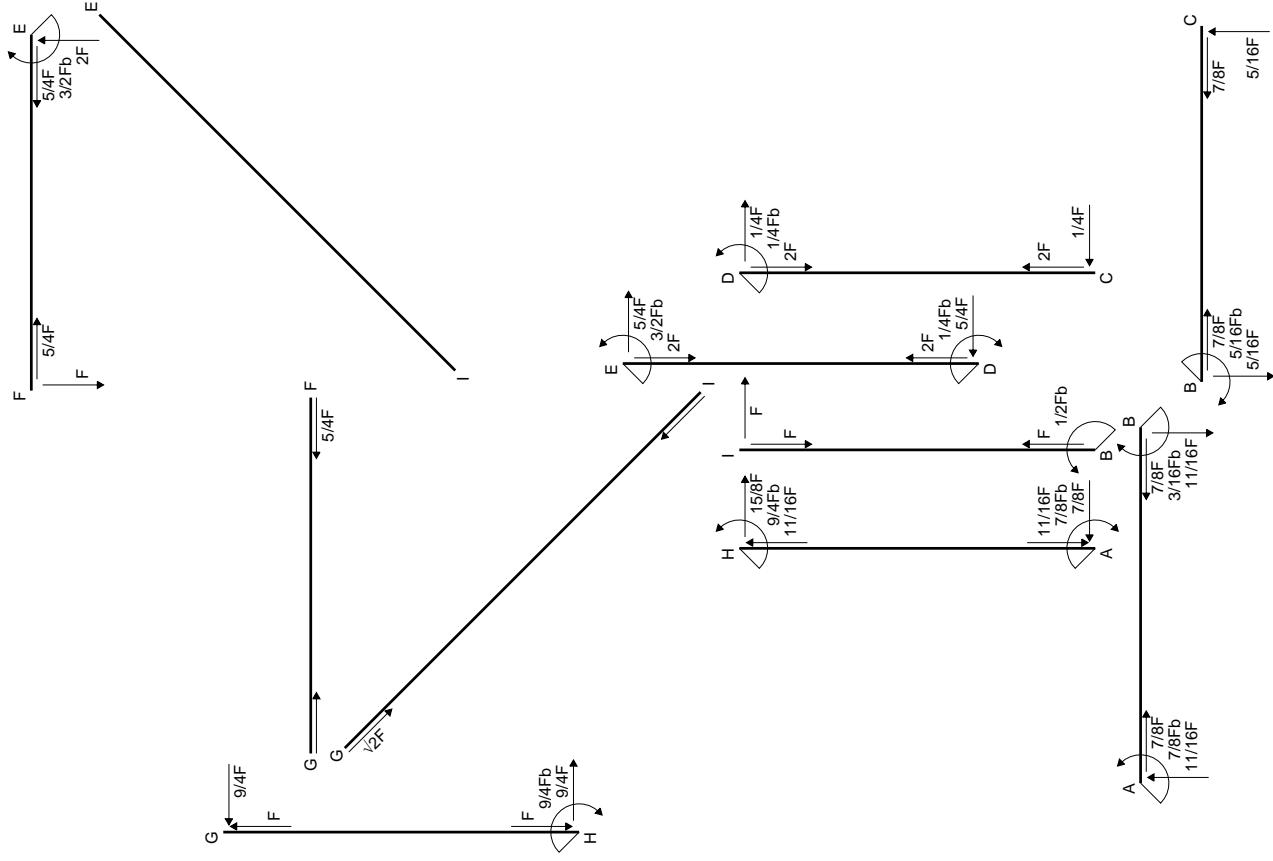 F
E
5/4F
F
5/4F
3/2Fb
2F
E
I
G
F
5/4F
G
I
√2F
G
9/4F
F
F
9/4Fb
9/4F
H
D
1/4F
1/4Fb
2F
2F
1/4F
C
E
5/4F
3/2Fb
2F
2F
1/4Fb
5/4F
D
I
F
F
F
1/2Fb
B
H
15/8F
9/4Fb
11/16F
11/16F
7/8Fb
7/8F
A
A
B
7/8F
7/8Fb
11/16F
7/8F
3/16Fb
11/16F
B
C
7/8F
5/16Fb
5/16F
7/8F
5/16F